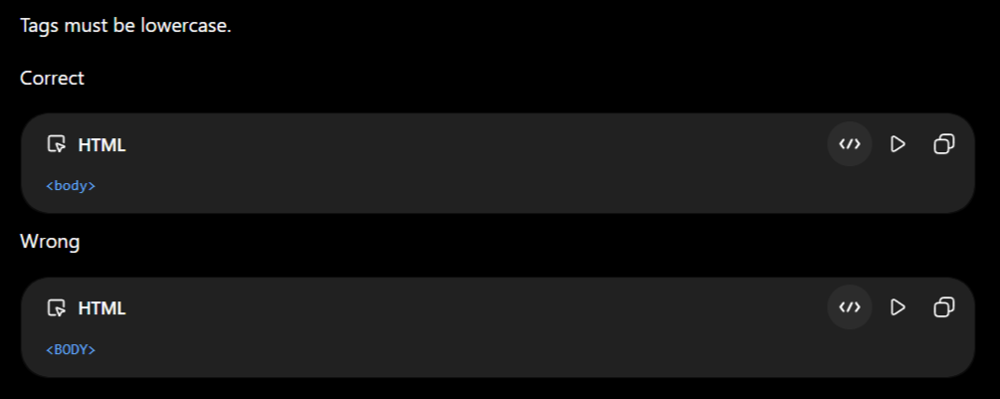 Tags must be lowercase.
Correct
HTML
<body>
Wrong
HTML
<BODY>